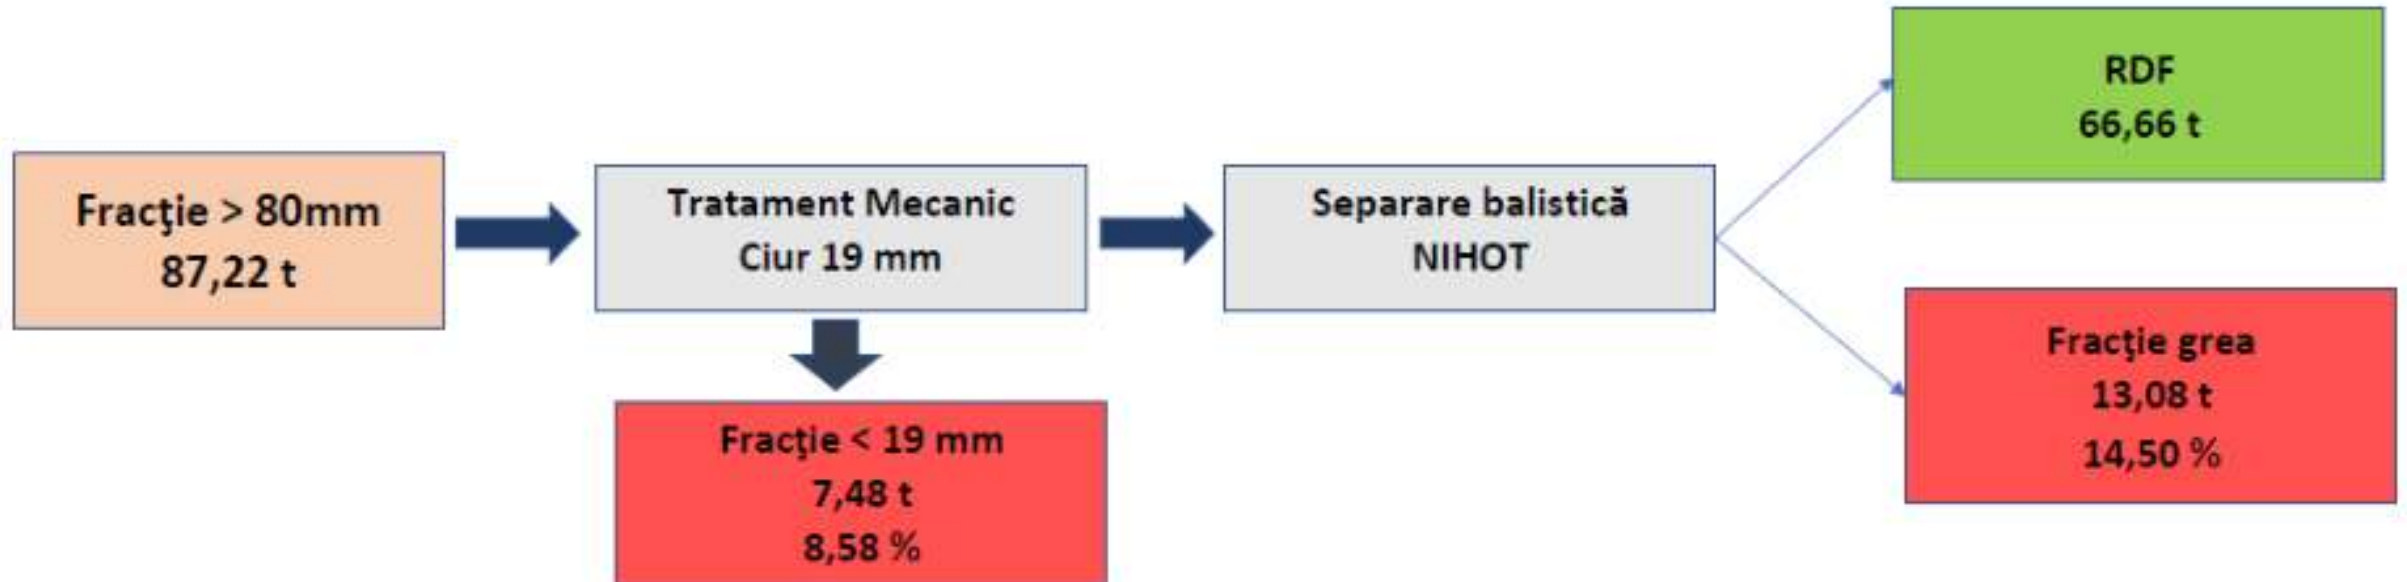 Fracţie > 80mm
87,22 t
Tratament Mecanic
Ciur 19 mm
Fracţie < 19 mm
7,48 t
8,58 %
Separare balistică
NIHOT
RDF
66,66 t
Fracţie grea
13,08 t
14,50 %